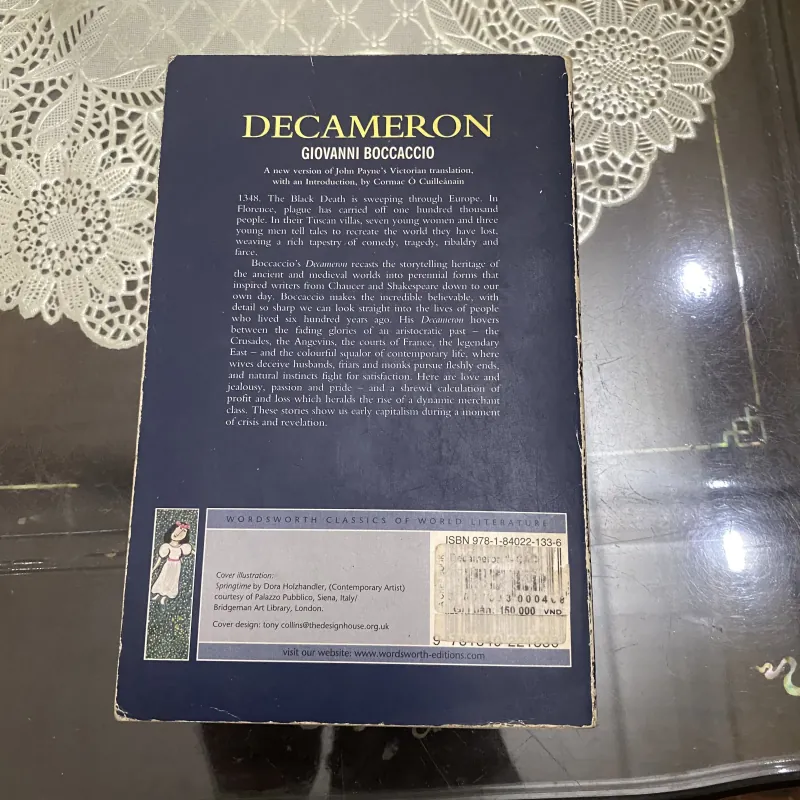 DECAMERON
GIOVANNI BOCCACCIO
A new version of John Payne's Victorian translation,
with an Introduction, by Cormac Ó Cuilleánain
1348. The Black Death is sweeping through Europe. In
Florence, plague has carried off one hundred thousand
people. In their Tuscan villas, seven young women and three
young men tell tales to recreate the world they have lost,
weaving a rich tapestry of comedy, tragedy, ribaldry and
farce.
Boccaccio's Decameron recasts the storytelling heritage of
the ancient and medieval worlds into perennial forms that
inspired writers from Chaucer and Shakespeare down to our
own day. Boccaccio makes the incredible believable, with
detail so sharp we can look straight into the lives of people
who lived six hundred years ago. His Decameron hovers
between the fading glories of an aristocratic past – the
Crusades, the Angevins, the courts of France, the legendary
East – and the colourful squalor of contemporary life, where
wives deceive husbands, friars and monks pursue fleshly ends,
and natural instincts fight for satisfaction. Here are love and
jealousy, passion and pride – and a shrewd calculation of
profit and loss which heralds the rise of a dynamic merchant
class. These stories show us early capitalism during a moment
of crisis and revelation.
WORDSWORTH CLASSICS OF WORLD LITERATURE
ISBN 978-1-84022-133-6
Decameron
150 000 VND
Cover illustration:
Springtime by Dora Holzhandler, (Contemporary Artist)
courtesy of Palazzo Pubblico, Siena, Italy/
Bridgeman Art Library, London.
Cover design: tony collins@thedesignhouse.org.uk
visit our website: www.wordsworth-editions.com